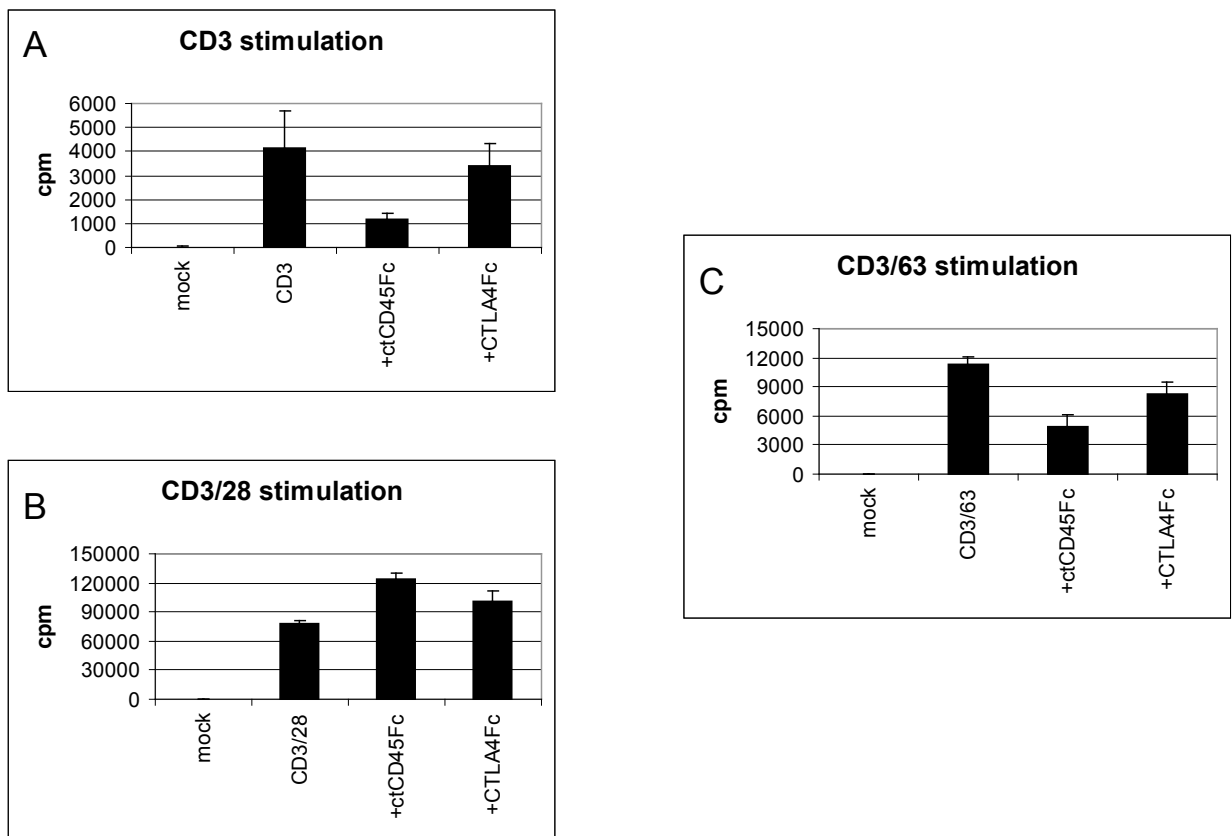 A
CD3 stimulation
6000
5000
4000
3000
2000
1000
0
cpm
mock
CD3
+ctCD45Fc
+CTLA4Fc
B
CD3/28 stimulation
150000
120000
90000
60000
30000
0
cpm
mock
CD3/28
+ctCD45Fc
+CTLA4Fc
C
CD3/63 stimulation
15000
12000
9000
6000
3000
0
cpm
mock
CD3/63
+ctCD45Fc
+CTLA4Fc